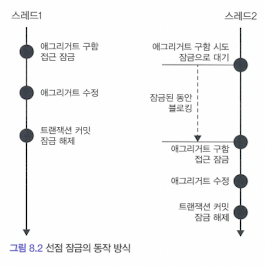 스레드1
스레드2
애그리거트 구함
접근 잠금
애그리거트 수정
트랜잭션 커밋
잠금 해제
애그리거트 구함 시도
잠금으로 대기
잠금된 동안
블로킹
애그리거트 구함
접근 잠금
애그리거트 수정
트랜잭션 커밋
잠금 해제
그림 8.2 선점 잠금의 동작 방식